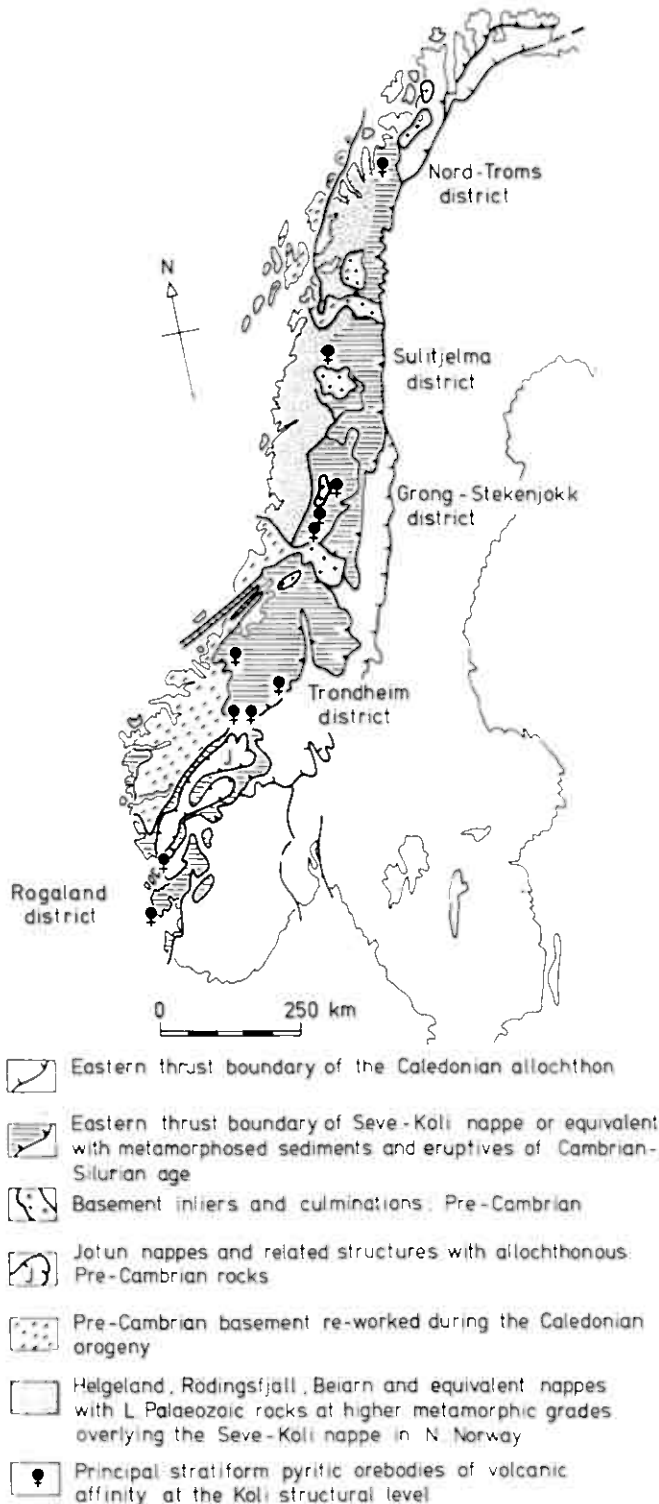 N
Nord-Troms
district
Sulitjelma
district
Grong-Stekenjokk
district
Trondheim
district
J
Rogaland
district
0 250 km
Eastern thrust boundary of the Caledonian allochthon
Eastern thrust boundary of Seve-Köli nappe or equivalent
with metamorphosed sediments and eruptives of Cambrian-
Silurian age
Basement inliers and culminations: Pre-Cambrian
J
Jotun nappes and related structures with allochthonous
Pre-Cambrian rocks
Pre-Cambrian basement re-worked during the Caledonian
orogeny
Helgeland, Rödingsfjäll, Beiarn and equivalent nappes
with L Palaeozoic rocks at higher metamorphic grades
overlying the Seve-Köli nappe in N Norway
Principal stratiform pyritic orebodies of volcanic
affinity at the Köli structural level